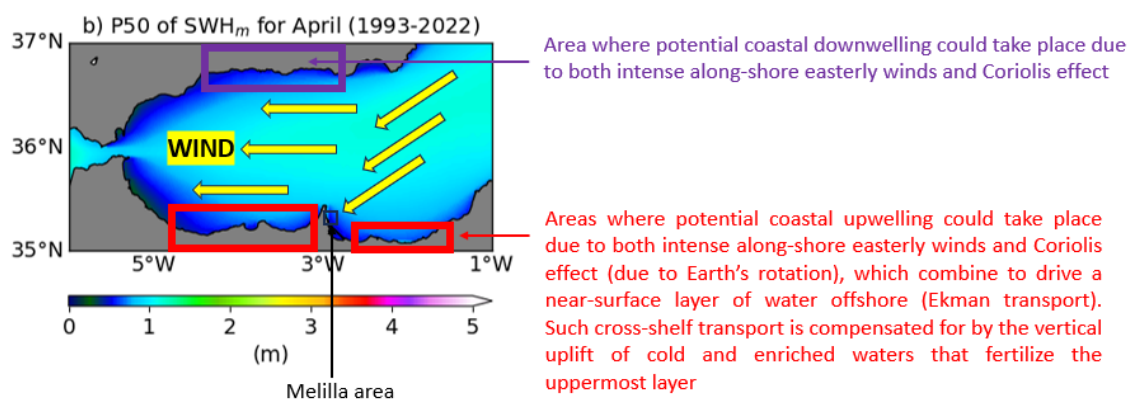 b) P50 of SWHm for April (1993-2022)
37°N
36°N
35°N
5°W
3°W
1°W
WIND
0 1 2 3 4 5
(m)
Melilla area
Area where potential coastal downwelling could take place due
to both intense along-shore easterly winds and Coriolis effect
Areas where potential coastal upwelling could take place
due to both intense along-shore easterly winds and Coriolis
effect (due to Earth's rotation), which combine to drive a
near-surface layer of water offshore (Ekman transport).
Such cross-shelf transport is compensated for by the vertical
uplift of cold and enriched waters that fertilize the
uppermost layer